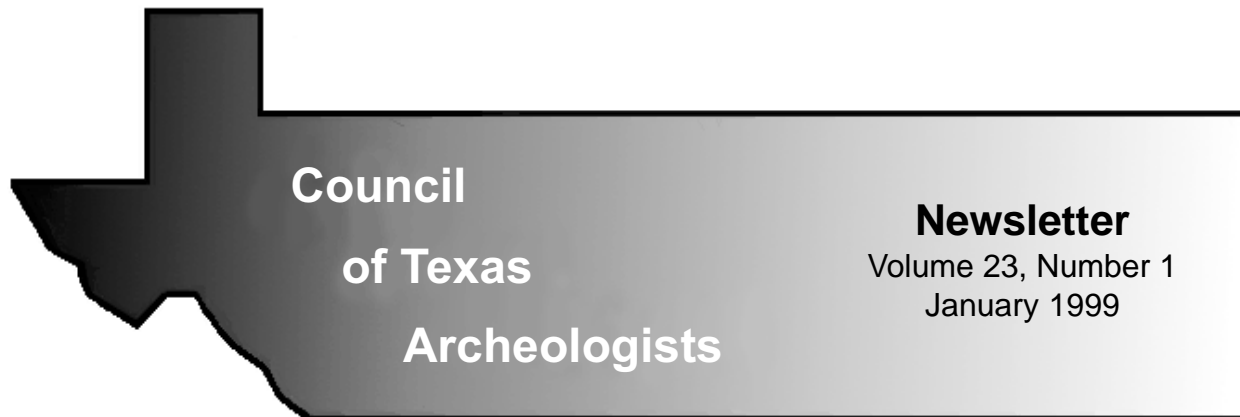 Council
of Texas
Archeologists
Newsletter
Volume 23, Number 1
January 1999